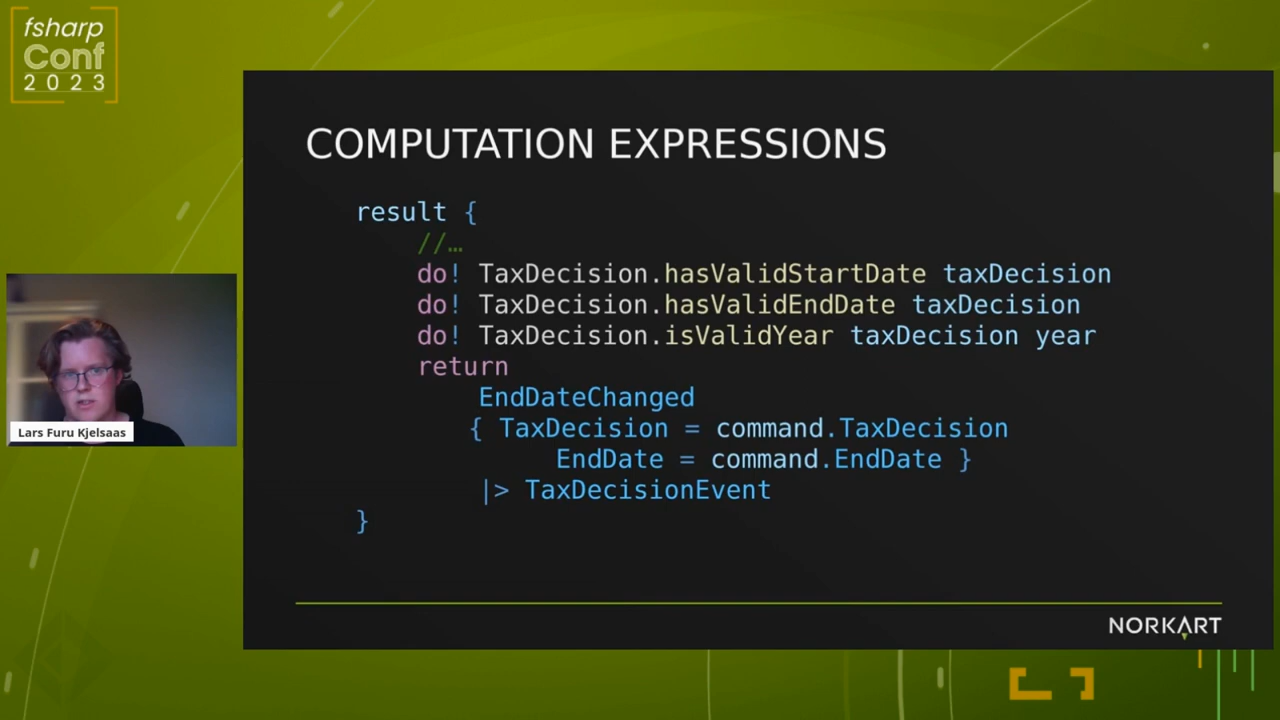 fsharp
Conf
2023
COMPUTATION EXPRESSIONS
result {
//…
do! TaxDecision.hasValidStartDate taxDecision
do! TaxDecision.hasValidEndDate taxDecision
do! TaxDecision.isValidYear taxDecision year
return
EndDateChanged
{ TaxDecision = command.TaxDecision
EndDate = command.EndDate }
|> TaxDecisionEvent
}
Lars Furu Kjelsaas
NORKART